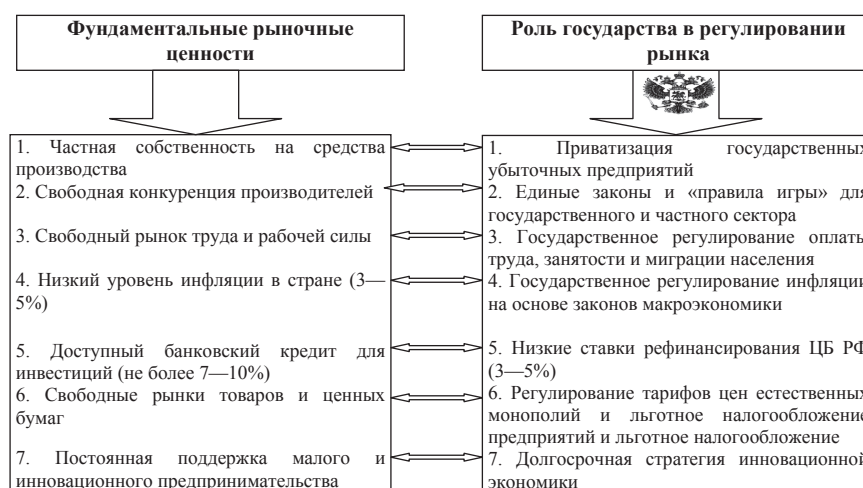 Фундаментальные рыночные
ценности
Роль государства в регулировании
рынка
1. Частная собственность на средства
производства
2. Свободная конкуренция производителей
3. Свободный рынок труда и рабочей силы
4. Низкий уровень инфляции в стране (3—
5%)
5. Доступный банковский кредит для
инвестиций (не более 7—10%)
6. Свободные рынки товаров и ценных
бумаг
7. Постоянная поддержка малого и
инновационного предпринимательства
1. Приватизация государственных
убыточных предприятий
2. Единые законы и «правила игры» для
государственного и частного сектора
3. Государственное регулирование оплаты
труда, занятости и миграции населения
4. Государственное регулирование инфляции
на основе законов макроэкономики
5. Низкие ставки рефинансирования ЦБ РФ
(3—5%)
6. Регулирование тарифов цен естественных
монополий и льготное налогообложение
предприятий и льготное налогообложение
7. Долгосрочная стратегия инновационной
экономики